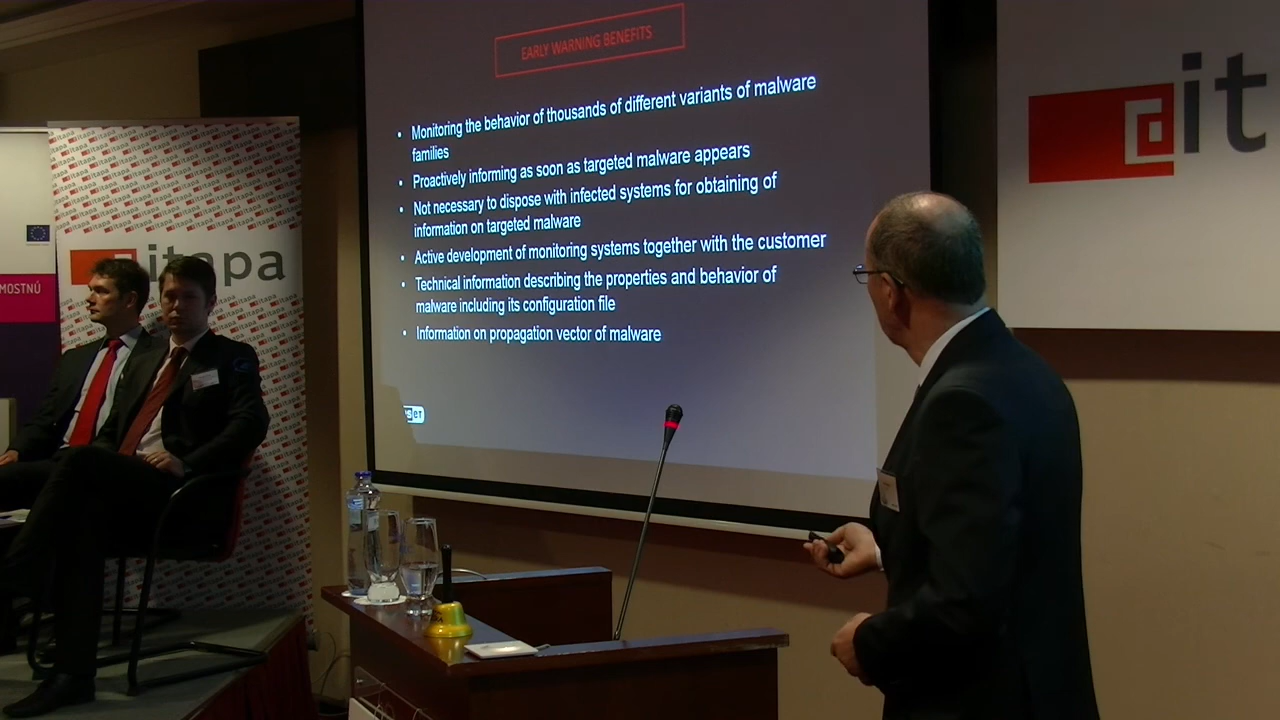 EARLY WARNING BENEFITS
• Monitoring the behavior of thousands of different variants of malware
families
• Proactively informing as soon as targeted malware appears
• Not necessary to dispose with infected systems for obtaining of
information on targeted malware
• Active development of monitoring systems together with the customer
• Technical information describing the properties and behavior of
malware including its configuration file
• Information on propagation vector of malware
eset
it
itapa
MOSTNÚ